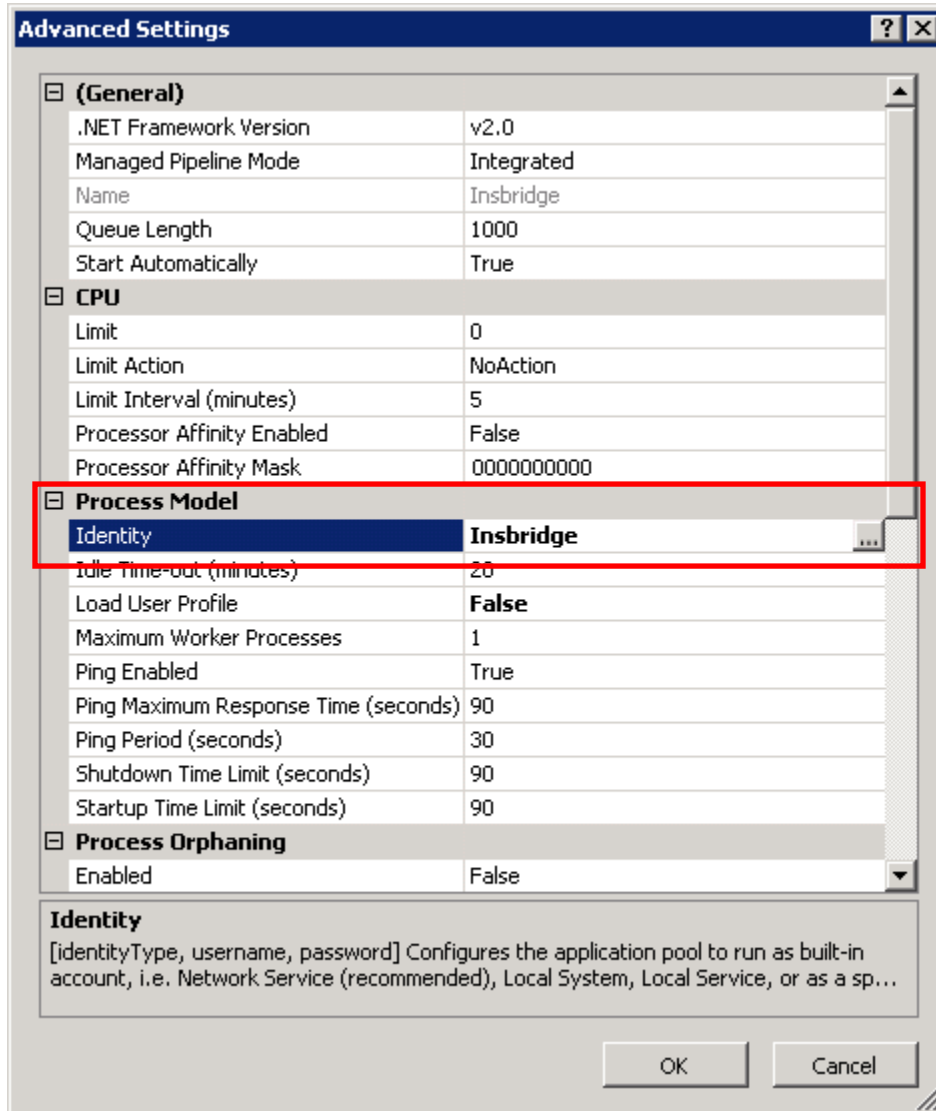 Advanced Settings
(General)
.NET Framework Version v2.0
Managed Pipeline Mode Integrated
Name Insbridge
Queue Length 1000
Start Automatically True
CPU
Limit 0
Limit Action NoAction
Limit Interval (minutes) 5
Processor Affinity Enabled False
Processor Affinity Mask 0000000000
Process Model
Identity Insbridge ...
Idle Time-out (minutes) 20
Load User Profile False
Maximum Worker Processes 1
Ping Enabled True
Ping Maximum Response Time (seconds) 90
Ping Period (seconds) 30
Shutdown Time Limit (seconds) 90
Startup Time Limit (seconds) 90
Process Orphaning
Enabled False
Identity
[identityType, username, password] Configures the application pool to run as built-in
account, i.e. Network Service (recommended), Local System, Local Service, or as a sp...
OK Cancel